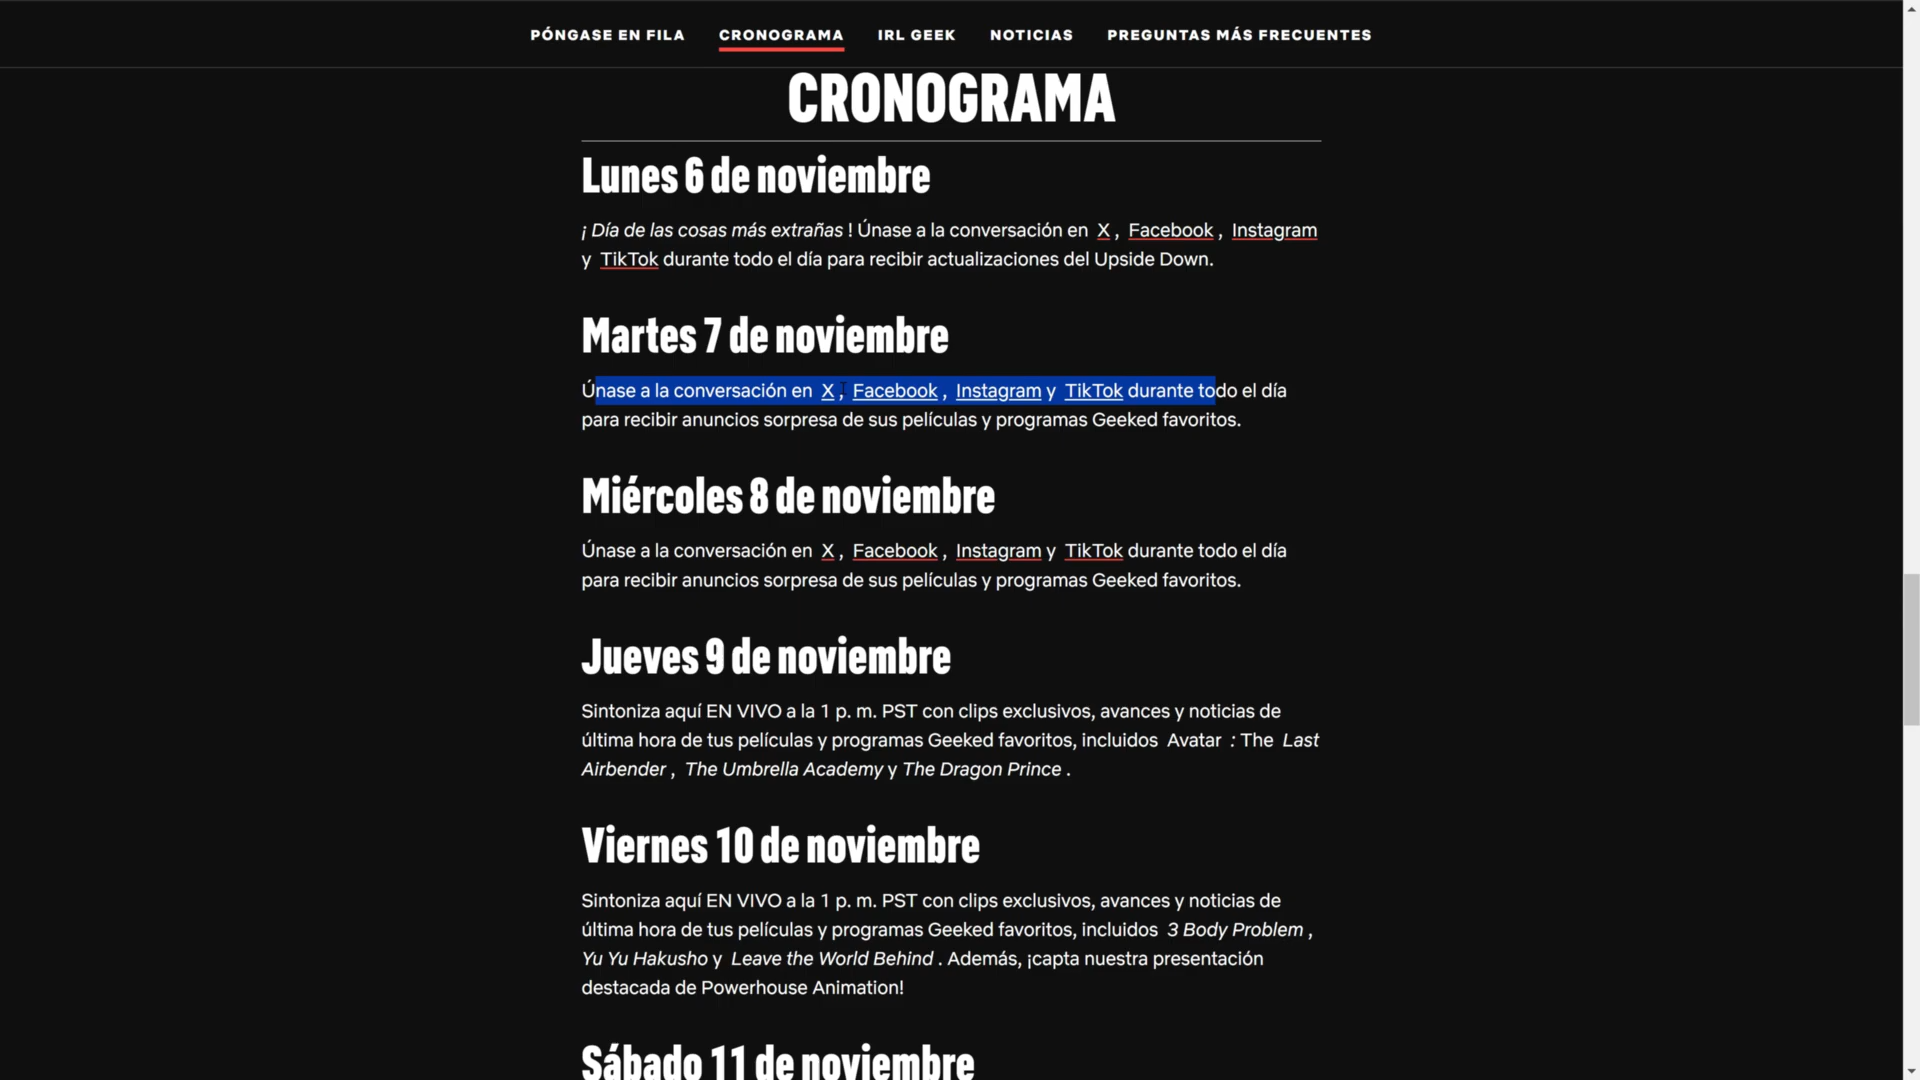 PÓNGASE EN FILA CRONOGRAMA IRL GEEK NOTICIAS PREGUNTAS MÁS FRECUENTES
CRONOGRAMA
Lunes 6 de noviembre
¡ Día de las cosas más extrañas ! Únase a la conversación en X , Facebook , Instagram
y TikTok durante todo el día para recibir actualizaciones del Upside Down.
Martes 7 de noviembre
Únase a la conversación en X , Facebook , Instagram y TikTok durante todo el día
para recibir anuncios sorpresa de sus películas y programas Geeked favoritos.
Miércoles 8 de noviembre
Únase a la conversación en X , Facebook , Instagram y TikTok durante todo el día
para recibir anuncios sorpresa de sus películas y programas Geeked favoritos.
Jueves 9 de noviembre
Sintoniza aquí EN VIVO a la 1 p. m. PST con clips exclusivos, avances y noticias de
última hora de tus películas y programas Geeked favoritos, incluidos Avatar : The Last
Airbender , The Umbrella Academy y The Dragon Prince .
Viernes 10 de noviembre
Sintoniza aquí EN VIVO a la 1 p. m. PST con clips exclusivos, avances y noticias de
última hora de tus películas y programas Geeked favoritos, incluidos 3 Body Problem ,
Yu Yu Hakusho y Leave the World Behind . Además, ¡capta nuestra presentación
destacada de Powerhouse Animation!
Sábado 11 de noviembre